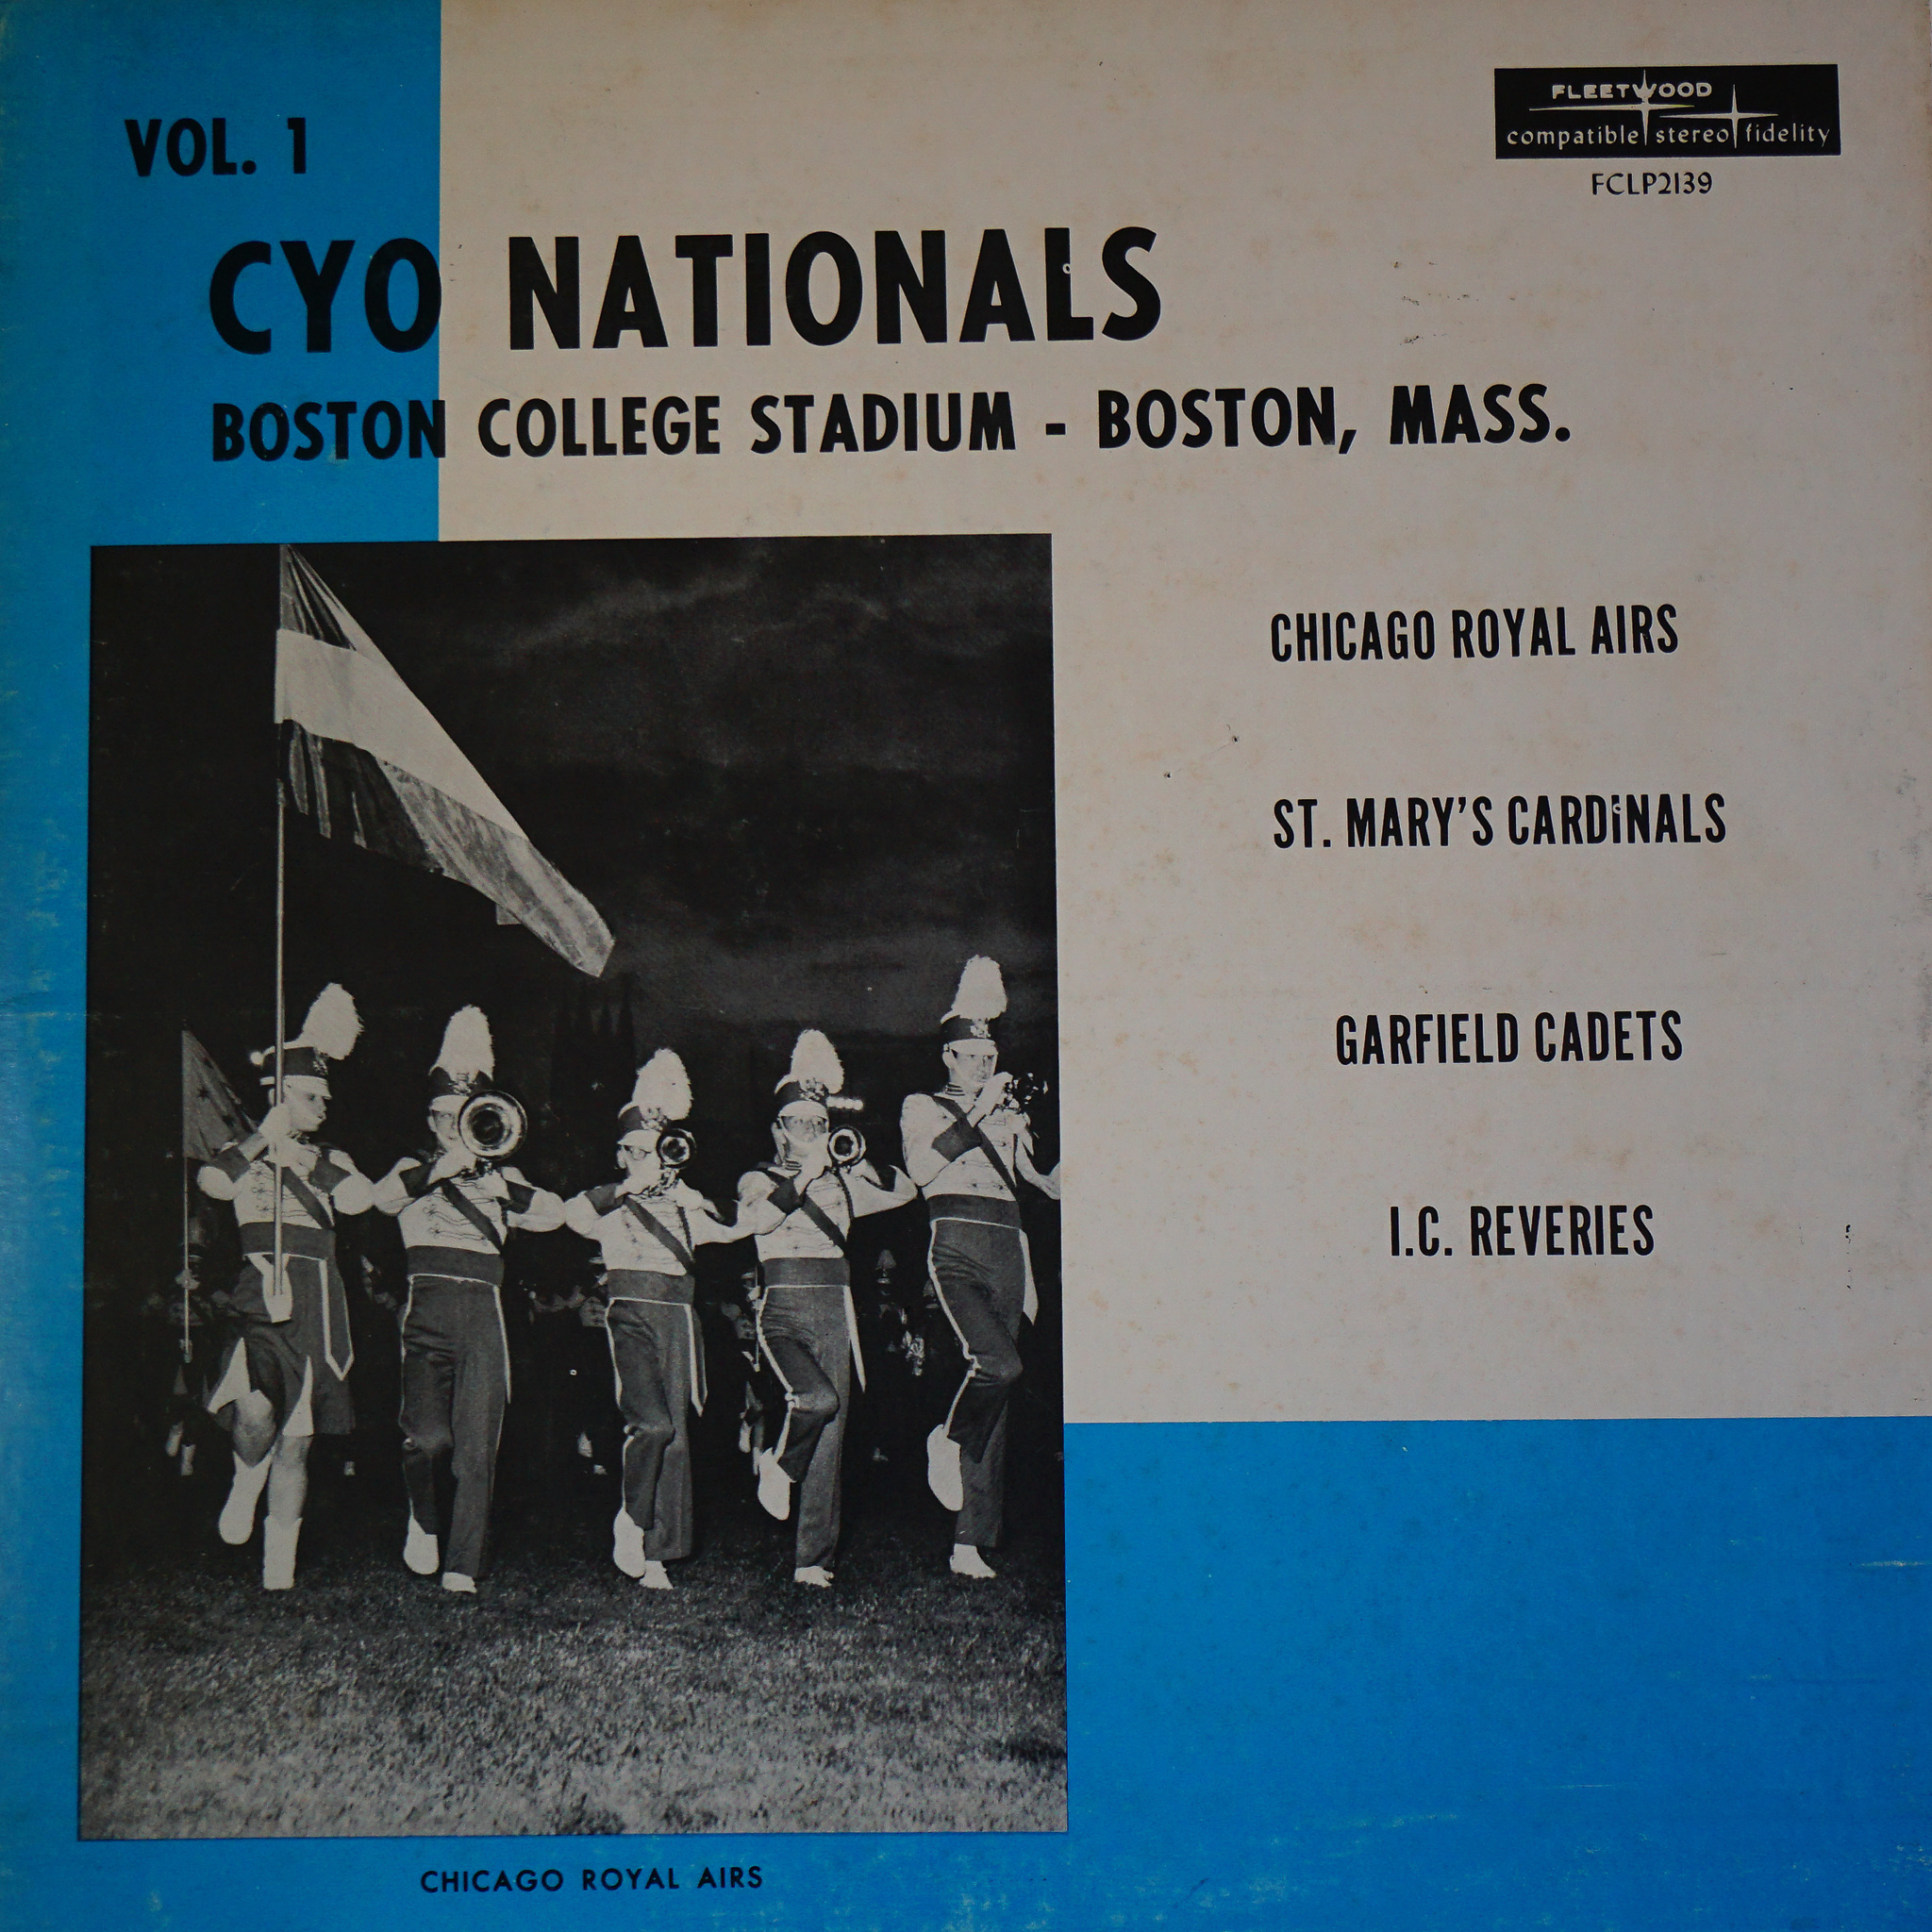 VOL. 1
FLEETWOOD
compatible stereo fidelity
FCLP2139
CYO NATIONALS
BOSTON COLLEGE STADIUM - BOSTON, MASS.
CHICAGO ROYAL AIRS
ST. MARY'S CARDINALS
GARFIELD CADETS
I.C. REVERIES
CHICAGO ROYAL AIRS